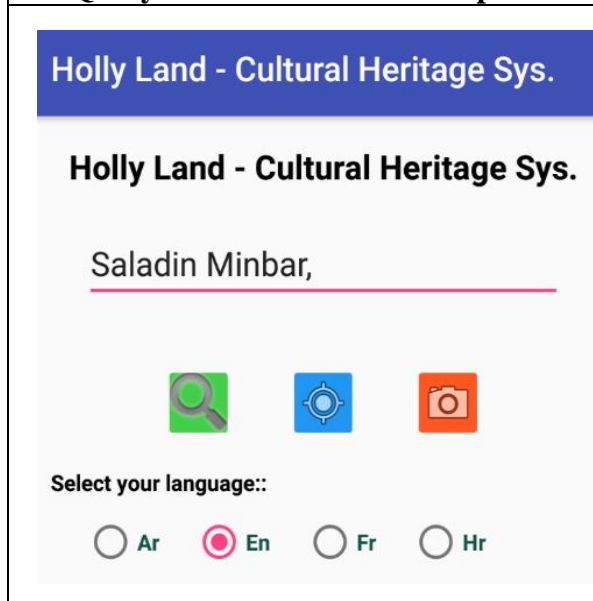 Holly Land - Cultural Heritage Sys.
Holly Land - Cultural Heritage Sys.
Saladin Minbar,
Select your language::
Ar En Fr Hr